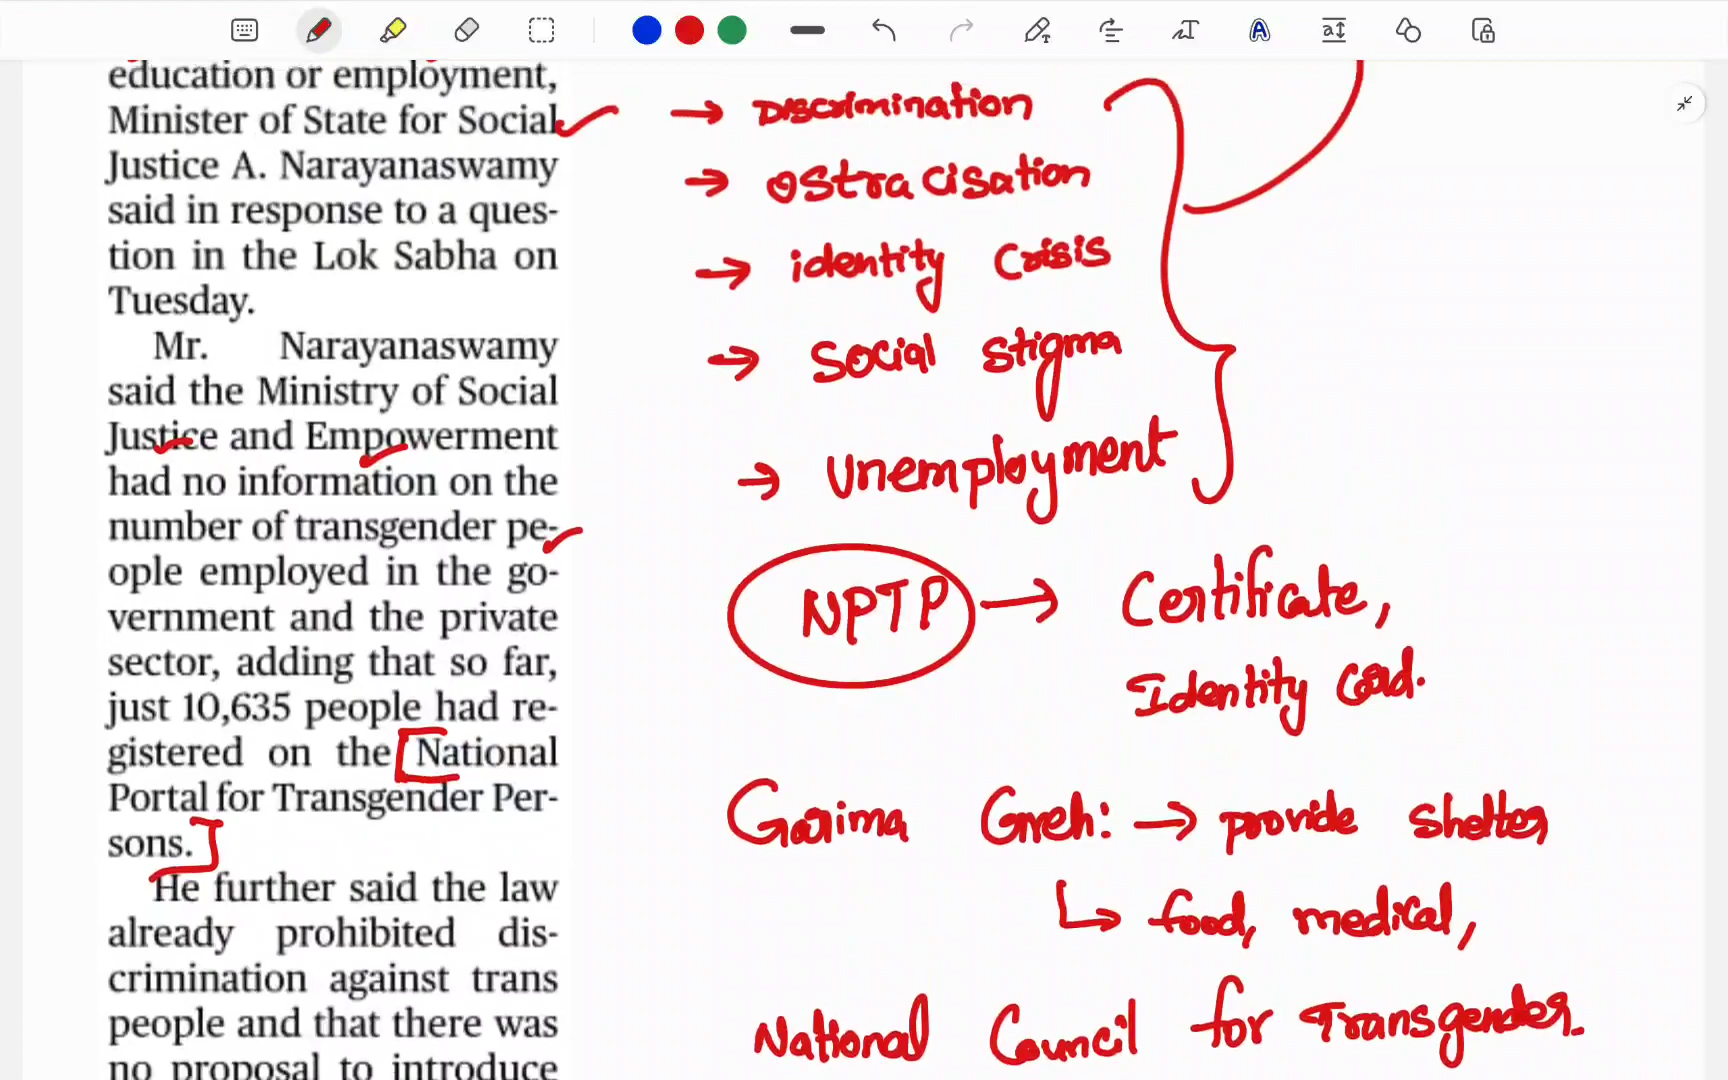 education or employment,
Minister of State for Social
Justice A. Narayanaswamy
said in response to a ques-
tion in the Lok Sabha on
Tuesday.
Mr. Narayanaswamy
said the Ministry of Social
Justice and Empowerment
had no information on the
number of transgender pe-
ople employed in the go-
vernment and the private
sector, adding that so far,
just 10,635 people had re-
gistered on the National
Portal for Transgender Per-
sons.
He further said the law
already prohibited dis-
crimination against trans
people and that there was
no proposal to introduce
→ Discrimination
→ Ostracisation
→ identity Crisis
→ Social Stigma
→ Unemployment
NPTP → Certificate,
Identity Card.
Garima Greh: → provide Shelter
↳ food, medical,
National Council for Transgender.